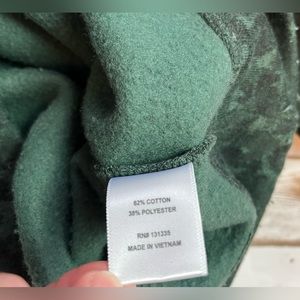 62% COTTON
38% POLYESTER
RN# 131335
MADE IN VIETNAM